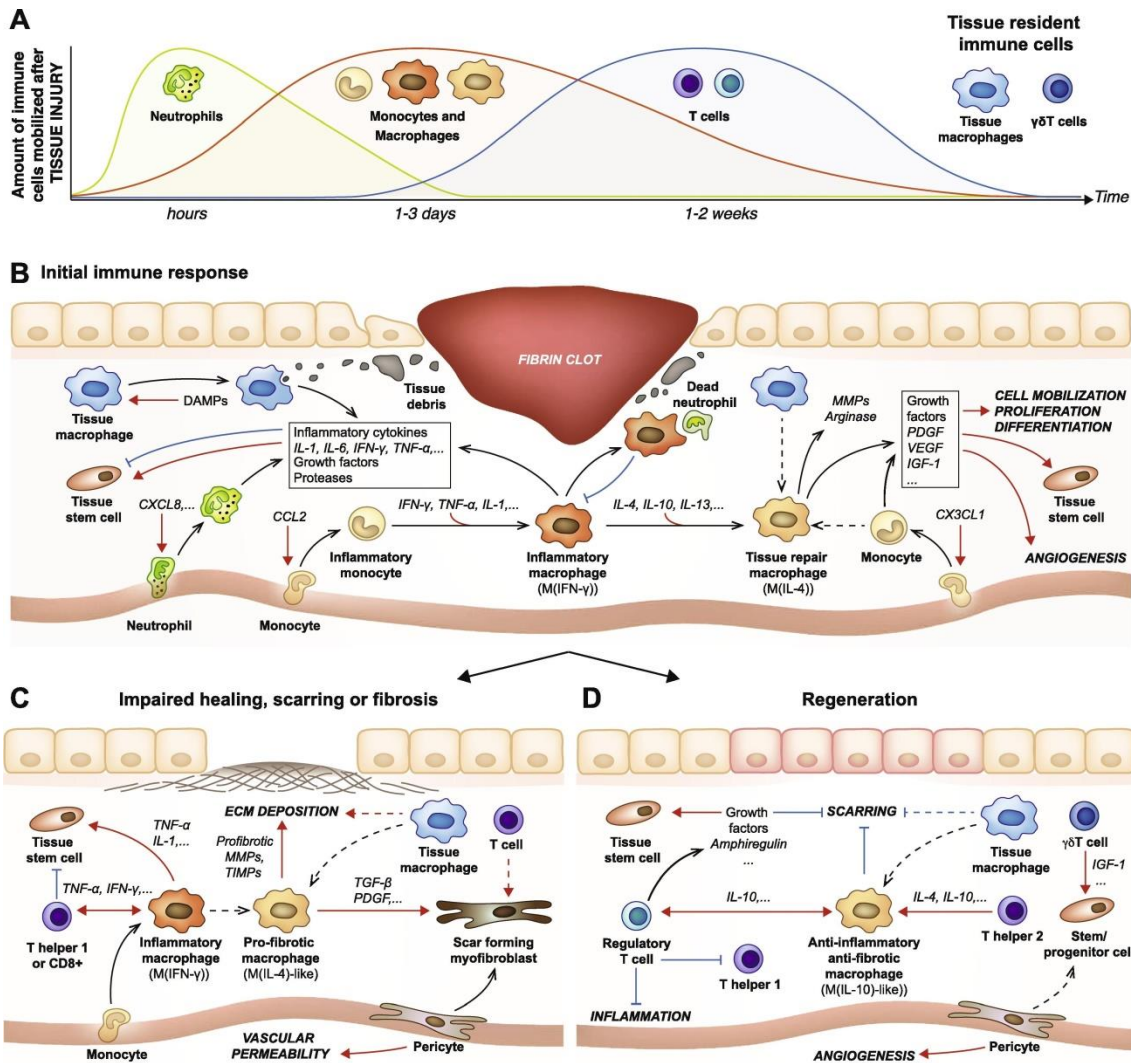 A
Amount of immune
cells mobilized after
TISSUE INJURY
Neutrophils
Monocytes and
Macrophages
T cells
Tissue resident
immune cells
Tissue
macrophages
γδT cells
hours
1-3 days
1-2 weeks
Time
B Initial immune response
FIBRIN CLOT
Tissue
macrophage
DAMPs
Tissue
debris
Dead
neutrophil
Inflammatory cytokines
IL-1, IL-6, IFN-γ, TNF-α,...
Growth factors
Proteases
Tissue
stem cell
CXCL8,...
CCL2
Neutrophil
Monocyte
Inflammatory
monocyte
IFN-γ, TNF-α, IL-1,...
Inflammatory
macrophage
(M(IFN-γ))
IL-4, IL-10, IL-13,...
Tissue repair
macrophage
(M(IL-4))
MMPs
Arginase
Growth
factors
PDGF
VEGF
IGF-1
...
CELL MOBILIZATION
PROLIFERATION
DIFFERENTIATION
Tissue
stem cell
Monocyte
CX3CL1
ANGIOGENESIS
C Impaired healing, scarring or fibrosis
Tissue
stem cell
TNF-α
IL-1,...
ECM DEPOSITION
Profibrotic
MMPs,
TIMPs
Tissue
macrophage
T cell
TNF-α, IFN-γ,...
TGF-β
PDGF,...
T helper 1
or CD8+
Inflammatory
macrophage
(M(IFN-γ))
Pro-fibrotic
macrophage
(M(IL-4)-like)
Scar forming
myofibroblast
Monocyte
VASCULAR
PERMEABILITY
Pericyte
D Regeneration
Tissue
stem cell
Growth
factors
Amphiregulin
...
SCARRING
Tissue
macrophage
γδT cell
IGF-1
...
IL-10,...
IL-4, IL-10,...
Regulatory
T cell
T helper 1
Anti-inflammatory
anti-fibrotic
macrophage
(M(IL-10)-like))
T helper 2
Stem/
progenitor cell
INFLAMMATION
Pericyte
ANGIOGENESIS